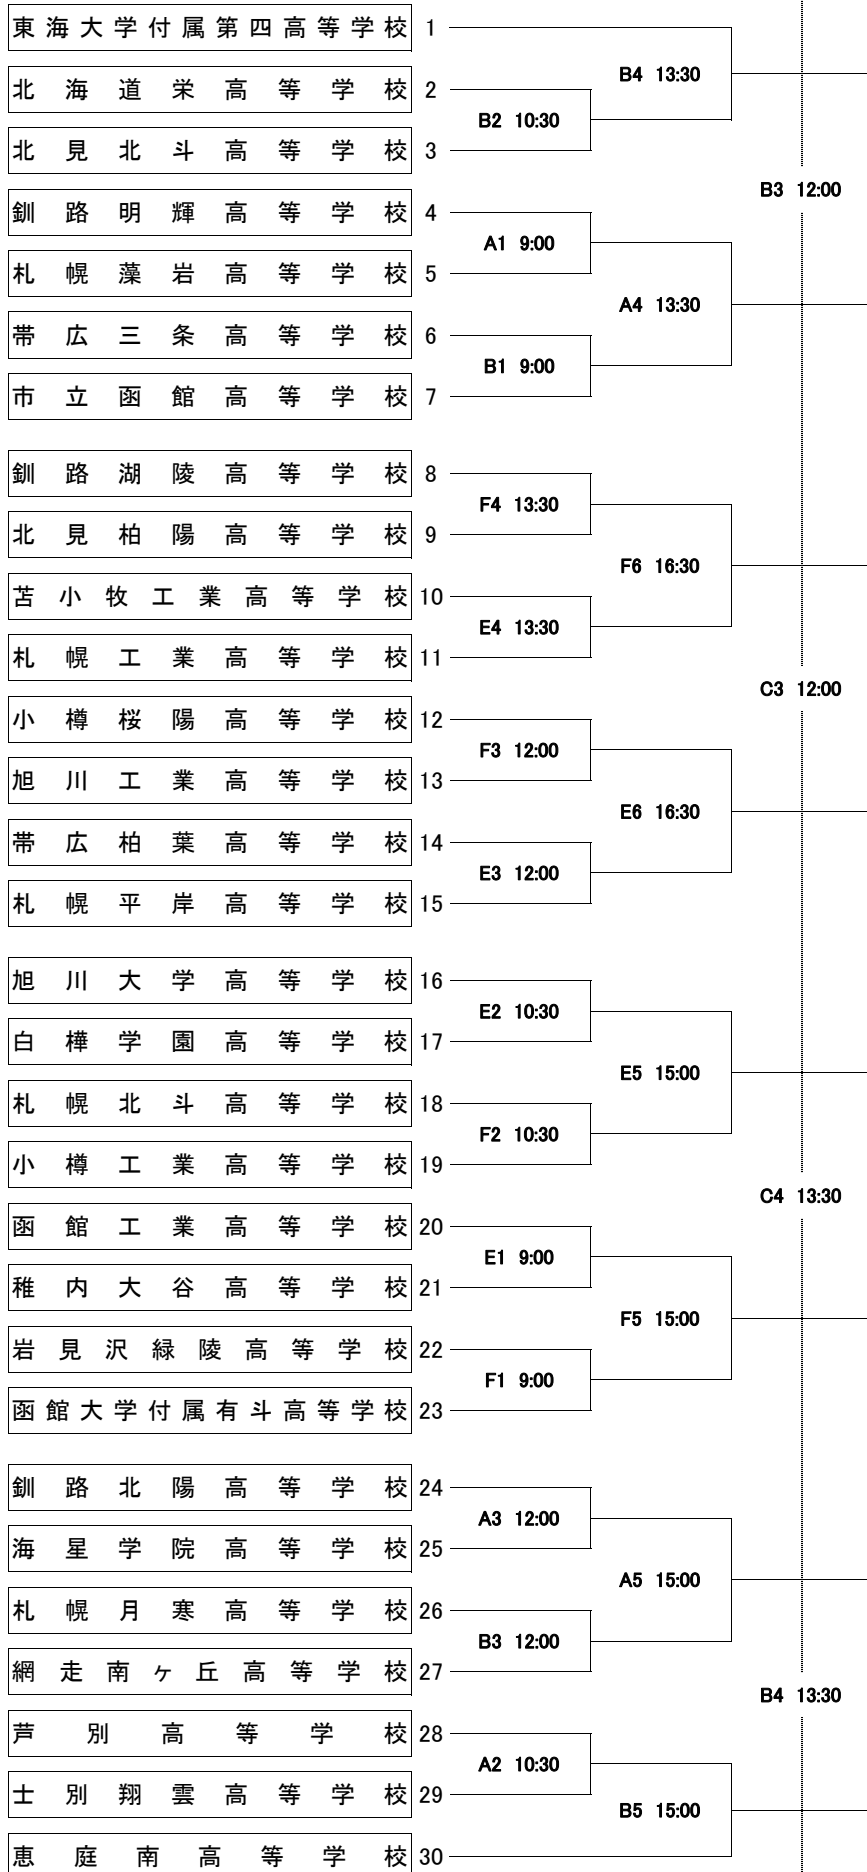 東海大学付属第四高等学校 1
B4 13:30
北海道栄高等学校 2
B2 10:30
北見北斗高等学校 3
B3 12:00
釧路明輝高等学校 4
A1 9:00
札幌藻岩高等学校 5
A4 13:30
帯広三条高等学校 6
B1 9:00
市立函館高等学校 7
釧路湖陵高等学校 8
F4 13:30
北見柏陽高等学校 9
F6 16:30
苫小牧工業高等学校 10
E4 13:30
札幌工業高等学校 11
C3 12:00
小樽桜陽高等学校 12
F3 12:00
旭川工業高等学校 13
E6 16:30
帯広柏葉高等学校 14
E3 12:00
札幌平岸高等学校 15
旭川大学高等学校 16
E2 10:30
白樺学園高等学校 17
E5 15:00
札幌北斗高等学校 18
F2 10:30
小樽工業高等学校 19
C4 13:30
函館工業高等学校 20
E1 9:00
稚内大谷高等学校 21
F5 15:00
岩見沢緑陵高等学校 22
F1 9:00
函館大学付属有斗高等学校 23
釧路北陽高等学校 24
A3 12:00
海星学院高等学校 25
A5 15:00
札幌月寒高等学校 26
B3 12:00
網走南ヶ丘高等学校 27
B4 13:30
芦別高等学校 28
A2 10:30
士別翔雲高等学校 29
B5 15:00
恵庭南高等学校 30